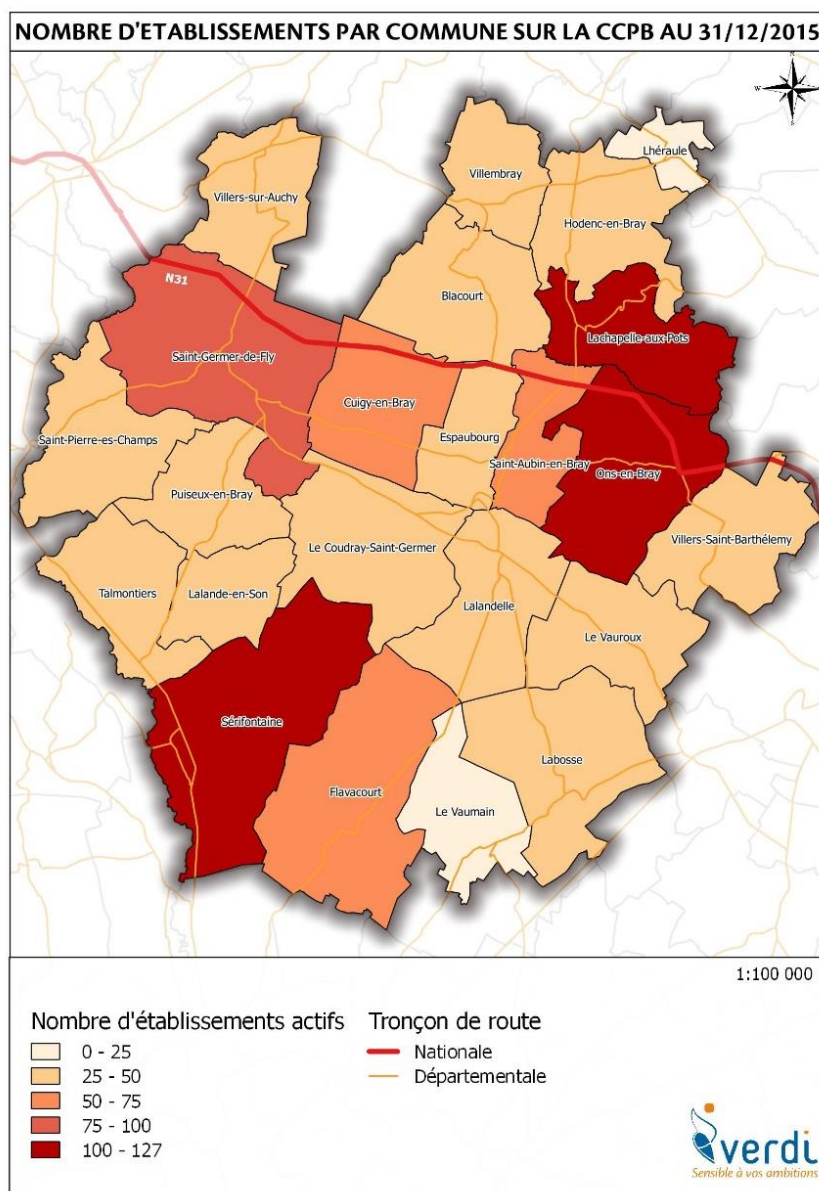 NOMBRE D'ETABLISSEMENTS PAR COMMUNE SUR LA CCPB AU 31/12/2015
Lhéraule
Villembray
Villers-sur-Auchy
Hodenc-en-Bray
N31
Blacourt
Lachapelle-aux-Pots
Saint-Germer-de-Fly
Cuigy-en-Bray
Saint-Pierre-es-Champs
Espaubourg
Saint-Aubin-en-Bray
Ons-en-Bray
Puiseux-en-Bray
Villers-Saint-Barthélemy
Le Coudray-Saint-Germer
Talmontiers
Lalande-en-Son
Lalandelle
Le Vauroux
Sérifontaine
Labosse
Flavacourt
Le Vaumain
1:100 000
Nombre d'établissements actifs
0 - 25
25 - 50
50 - 75
75 - 100
100 - 127
Tronçon de route
Nationale
Départementale
verdi
Sensible à vos ambitions